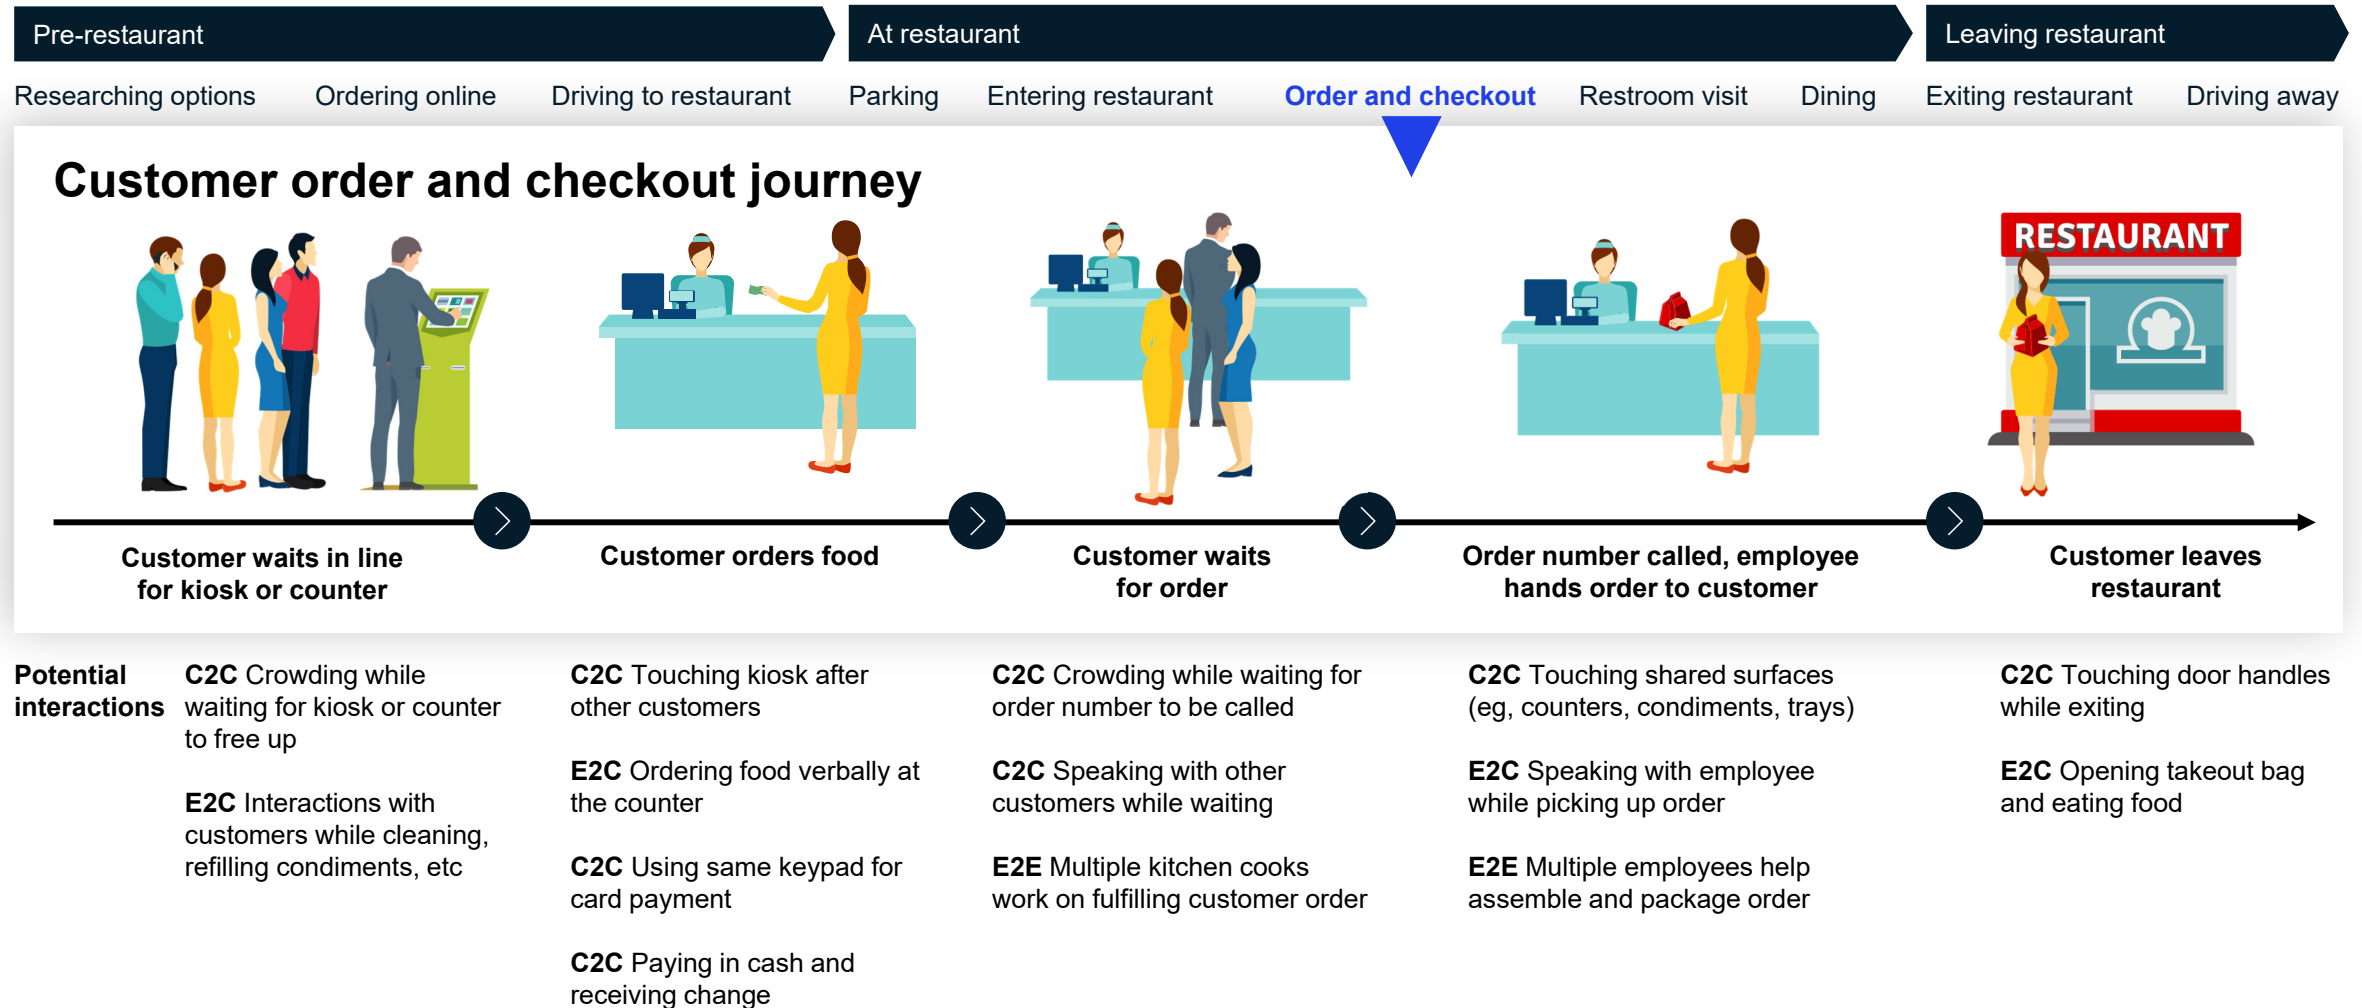 Pre-restaurant
At restaurant
Leaving restaurant
Researching options
Ordering online
Driving to restaurant
Parking
Entering restaurant
Order and checkout
Restroom visit
Dining
Exiting restaurant
Driving away
Customer order and checkout journey
RESTAURANT
Customer waits in line
for kiosk or counter
Customer orders food
Customer waits
for order
Order number called, employee
hands order to customer
Customer leaves
restaurant
Potential
interactions
C2C Crowding while
waiting for kiosk or counter
to free up
E2C Interactions with
customers while cleaning,
refilling condiments, etc
C2C Touching kiosk after
other customers
E2C Ordering food verbally at
the counter
C2C Using same keypad for
card payment
C2C Paying in cash and
receiving change
C2C Crowding while waiting for
order number to be called
C2C Speaking with other
customers while waiting
E2E Multiple kitchen cooks
work on fulfilling customer order
C2C Touching shared surfaces
(eg, counters, condiments, trays)
E2C Speaking with employee
while picking up order
E2E Multiple employees help
assemble and package order
C2C Touching door handles
while exiting
E2C Opening takeout bag
and eating food